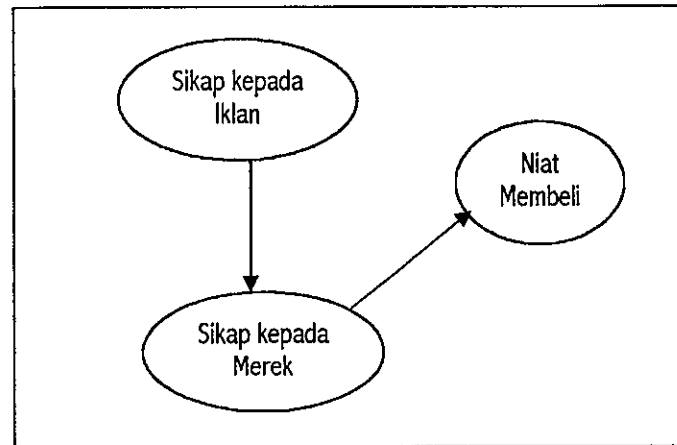 Sikap kepada
Iklan
Niat
Membeli
Sikap kepada
Merek